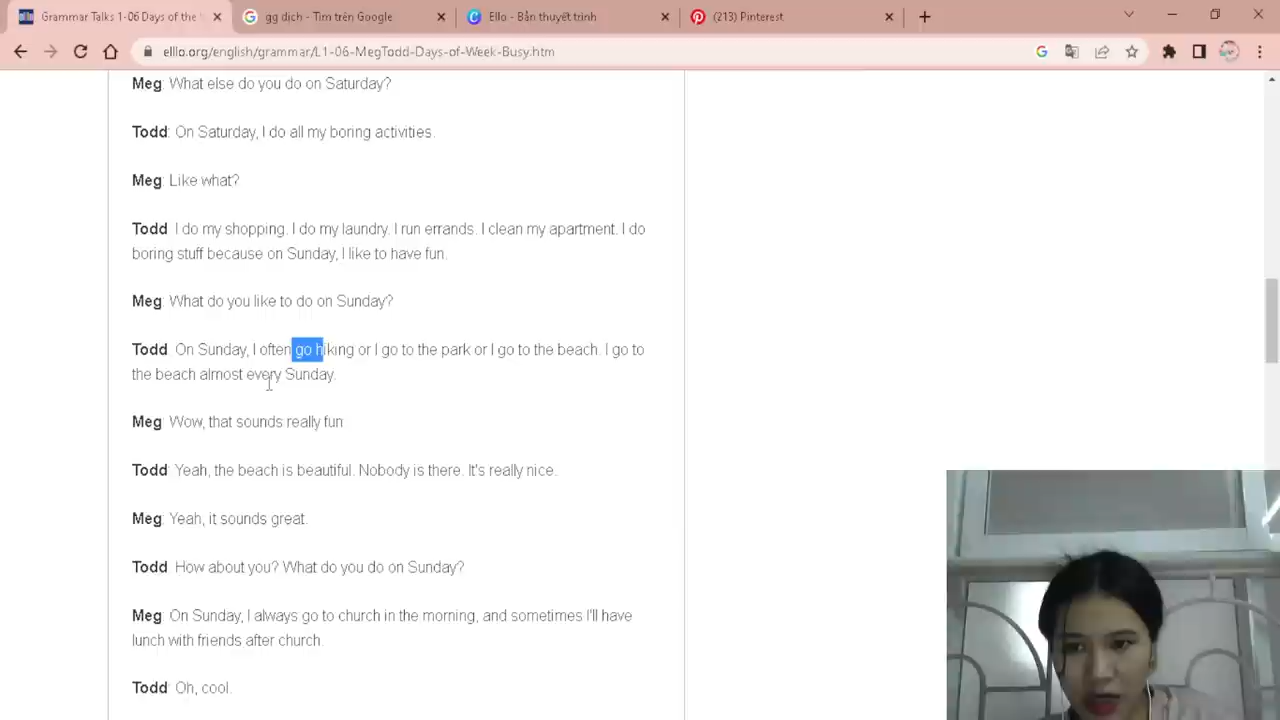 Grammar Talks 1-06 Days of the
gg dịch - Tìm trên Google
Ello - Bản thuyết trình
(213) Pinterest
elllo.org/english/grammar/L1-06-MegTodd-Days-of-Week-Busy.htm
Meg: What else do you do on Saturday?
Todd: On Saturday, I do all my boring activities.
Meg: Like what?
Todd: I do my shopping. I do my laundry. I run errands. I clean my apartment. I do
boring stuff because on Sunday, I like to have fun.
Meg: What do you like to do on Sunday?
Todd: On Sunday, I often go hiking or I go to the park or I go to the beach. I go to
the beach almost every Sunday.
Meg: Wow, that sounds really fun
Todd: Yeah, the beach is beautiful. Nobody is there. It's really nice.
Meg: Yeah, it sounds great.
Todd: How about you? What do you do on Sunday?
Meg: On Sunday, I always go to church in the morning, and sometimes I'll have
lunch with friends after church.
Todd: Oh, cool.